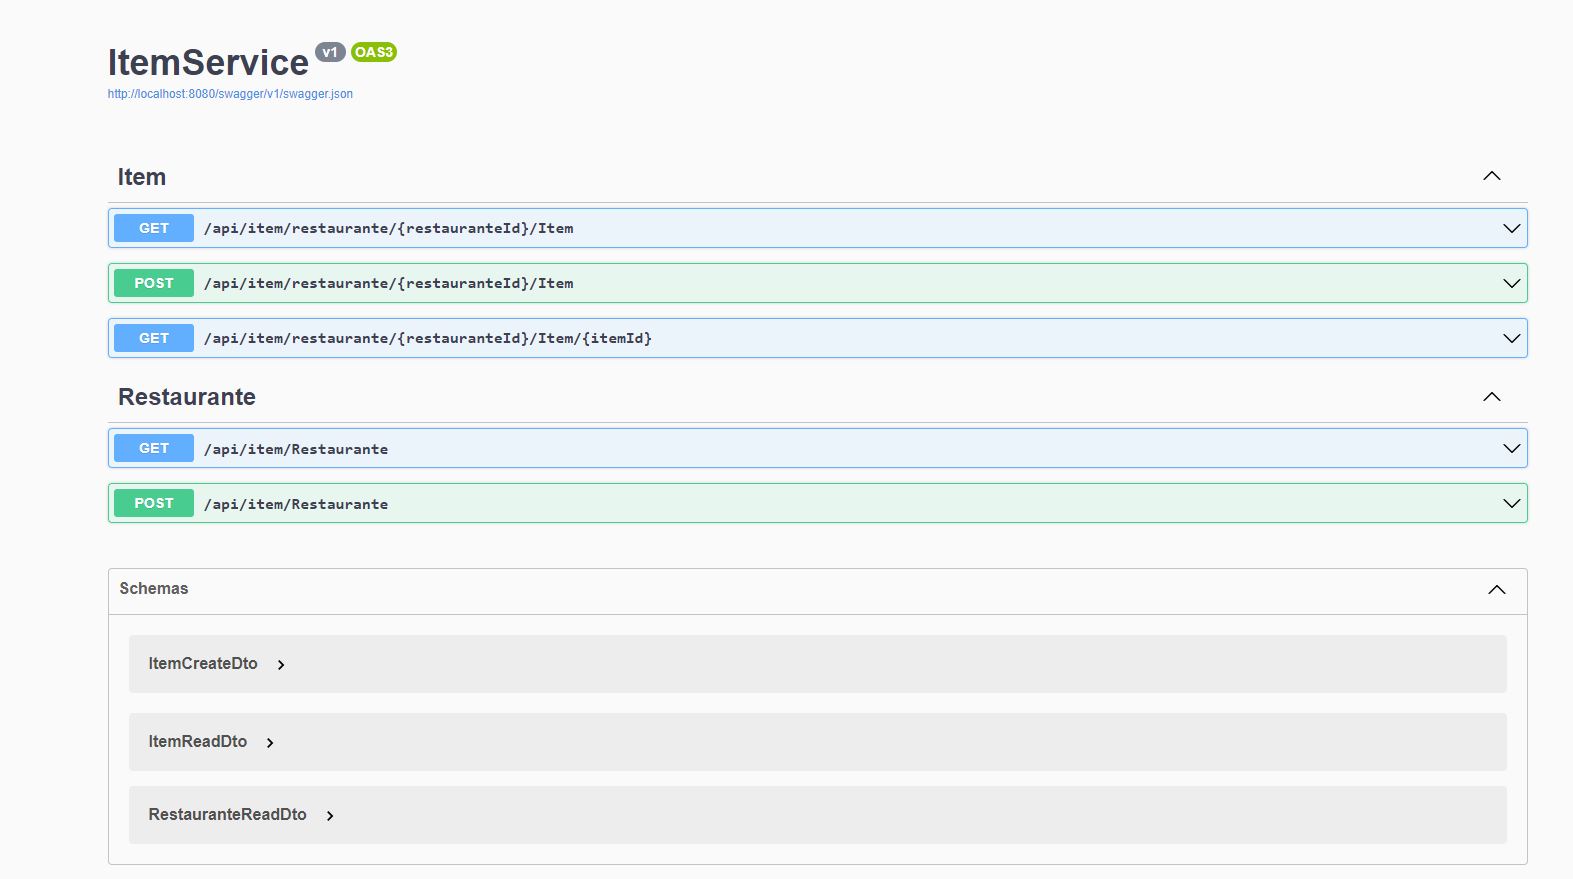 ItemService v1 OAS3
http://localhost:8080/swagger/v1/swagger.json
Item
GET /api/item/restaurante/{restauranteId}/Item
POST /api/item/restaurante/{restauranteId}/Item
GET /api/item/restaurante/{restauranteId}/Item/{itemId}
Restaurante
GET /api/item/Restaurante
POST /api/item/Restaurante
Schemas
ItemCreateDto
ItemReadDto
RestauranteReadDto